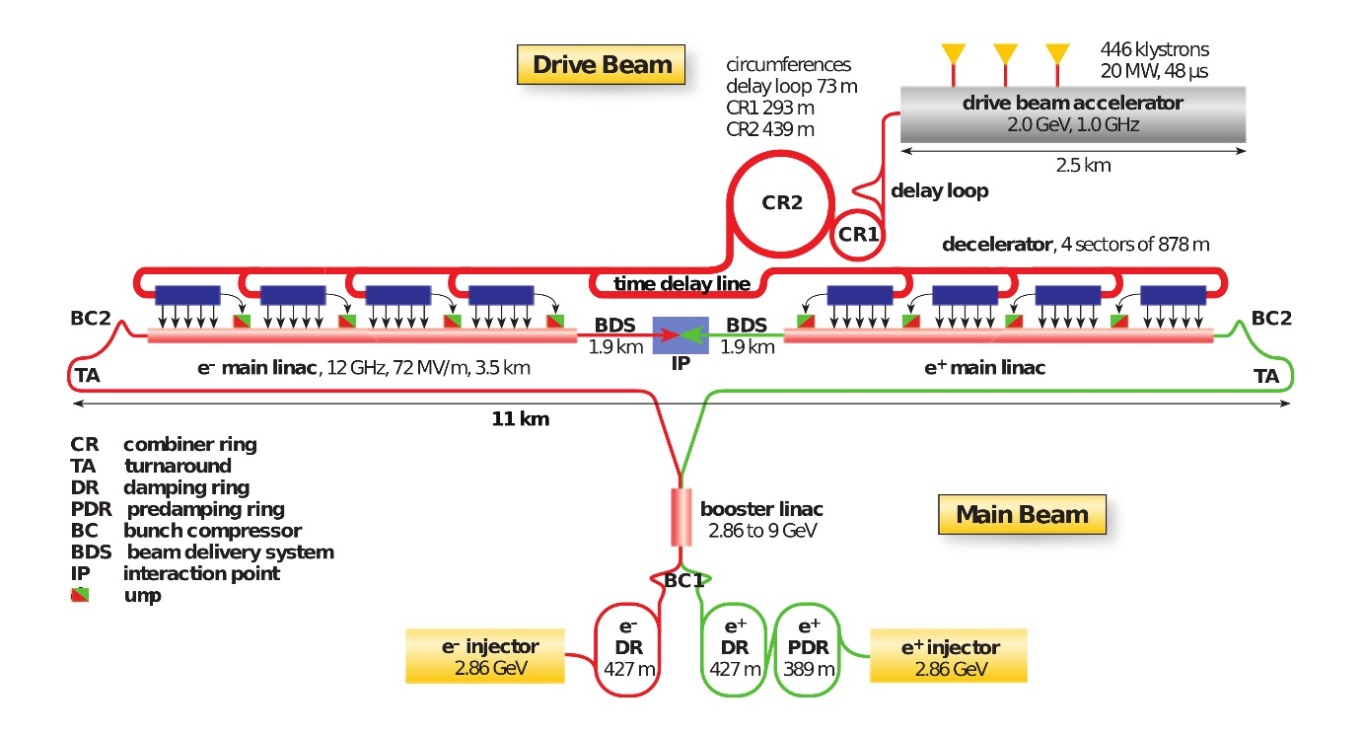 Drive Beam
circumferences
delay loop 73 m
CR1 293 m
CR2 439 m
446 klystrons
20 MW, 48 µs
drive beam accelerator
2.0 GeV, 1.0 GHz
2.5 km
delay loop
CR2
CR1
decelerator, 4 sectors of 878 m
time delay line
BC2
TA
e⁻ main linac, 12 GHz, 72 MV/m, 3.5 km
BDS
1.9 km
IP
BDS
1.9 km
e⁺ main linac
BC2
TA
11 km
CR combiner ring
TA turnaround
DR damping ring
PDR predamping ring
BC bunch compressor
BDS beam delivery system
IP interaction point
booster linac
2.86 to 9 GeV
Main Beam
BC1
e⁻ injector
2.86 GeV
e⁻
DR
427 m
e⁺
DR
427 m
e⁺
PDR
389 m
e⁺ injector
2.86 GeV